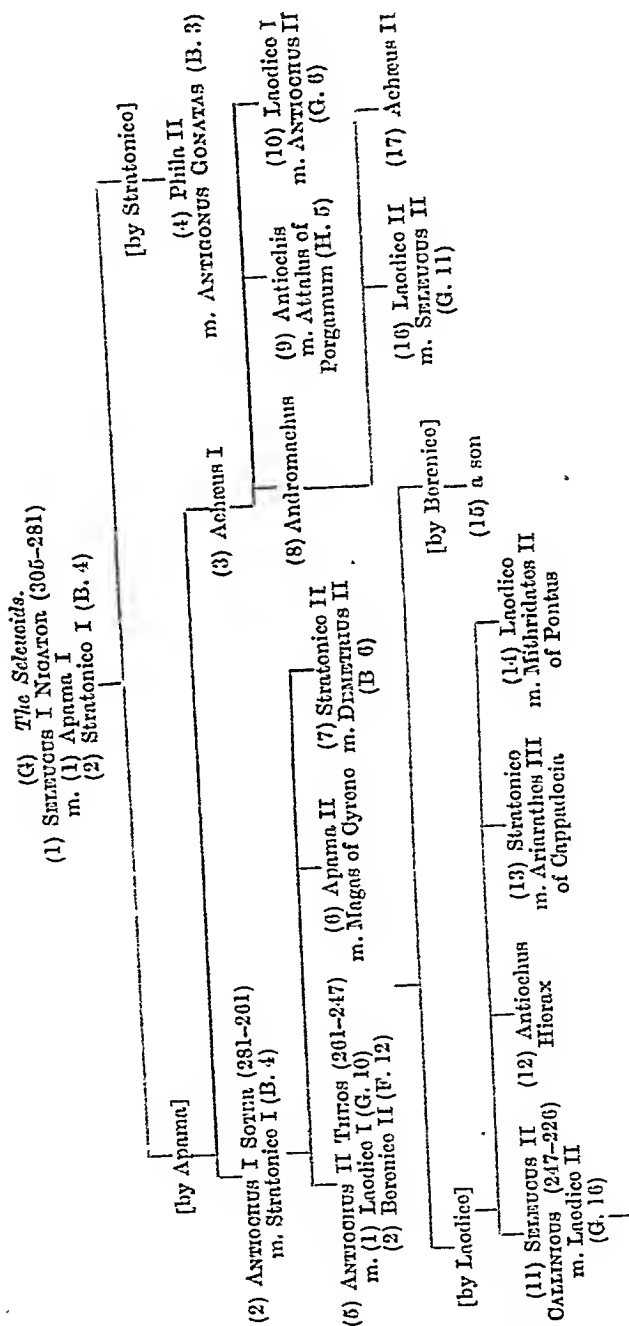 (G) The Seleucids.
(1) SELEUCUS I NICATOR (305–281)
m. (1) Apama I
(2) Stratonice I (B. 4)
[by Apama]
[by Stratonice]
(4) Phila II
m. ANTIGONUS GONATAS (B. 3)
(2) ANTIOCHUS I SOTER (281–261)
m. Stratonice I (B. 4)
(3) Achæus I
(8) Andromachus
(9) Antiochis
m. Attalus of
Pergamum (H. 5)
(10) Laodice I
m. ANTIOCHUS II
(G. 6)
(5) ANTIOCHUS II THEOS (261–247)
m. (1) Laodice I (G. 10)
(2) Berenice II (F. 12)
(6) Apama II
m. Magas of Cyrene
(7) Stratonice II
m. DEMETRIUS II
(B 6)
(16) Laodice II
m. SELEUCUS II
(G. 11)
(17) Achæus II
[by Laodice]
[by Berenice]
(15) a son
(11) SELEUCUS II
CALLINICUS (247–226)
m. Laodice II
(G. 16)
(12) Antiochus
Hierax
(13) Stratonice
m. Ariarathes III
of Cappadocia
(14) Laodice
m. Mithridates II
of Pontus